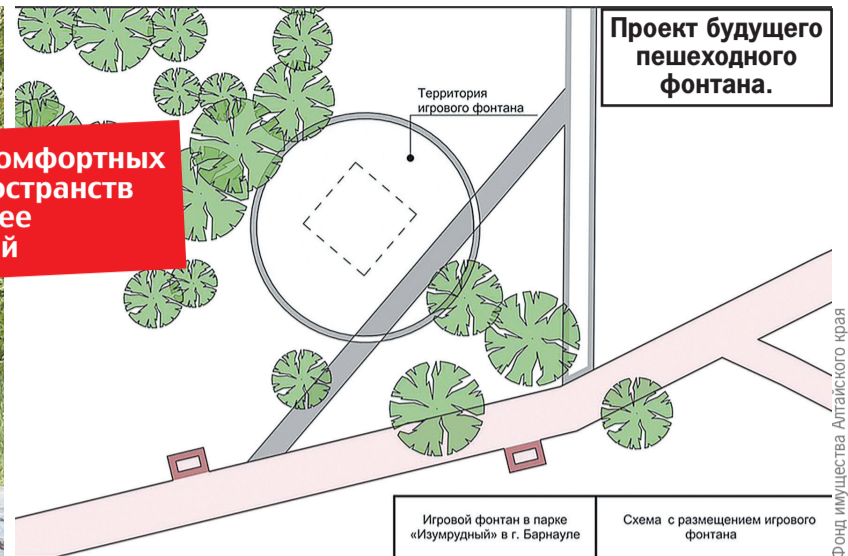 Проект будущего
пешеходного
фонтана.
Территория
игрового фонтана
омфортных
остранств
ее
й
Игровой фонтан в парке
«Изумрудный» в г. Барнауле
Схема с размещением игрового
фонтана
Фонд имущества Алтайского края